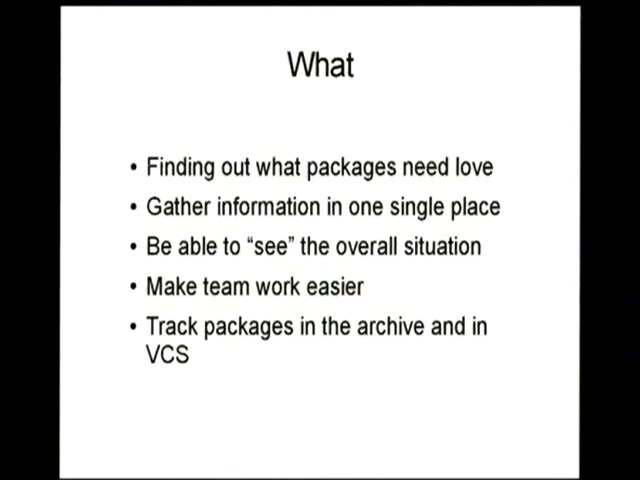 What
• Finding out what packages need love
• Gather information in one single place
• Be able to “see” the overall situation
• Make team work easier
• Track packages in the archive and in
VCS